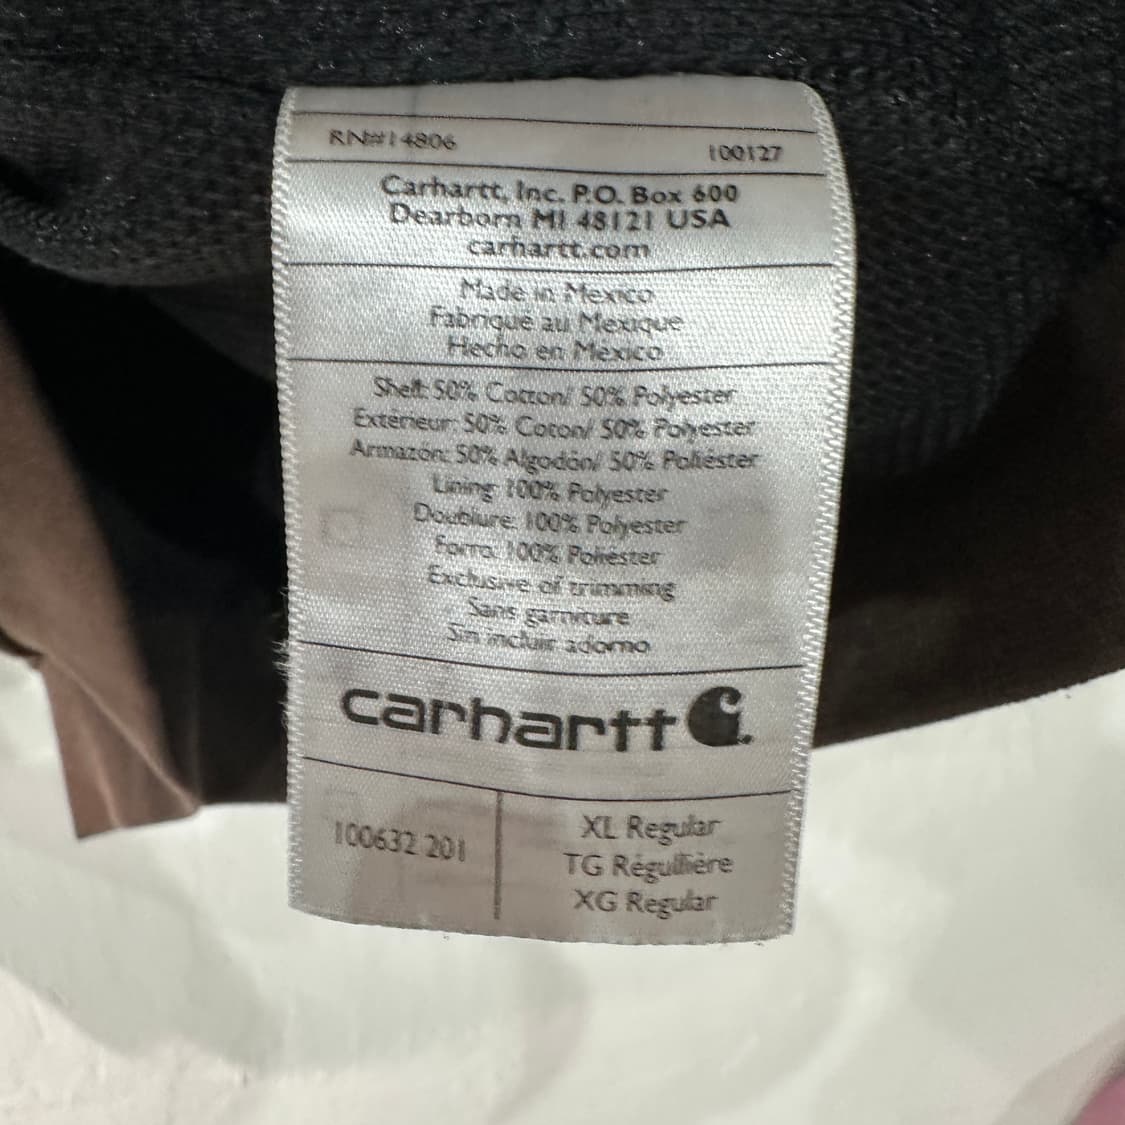 RN#14806 100127
Carhartt, Inc. P.O. Box 600
Dearborn MI 48121 USA
carhartt.com
Made in Mexico
Fabriqué au Mexique
Hecho en Mexico
Shell: 50% Cotton/ 50% Polyester
Extérieur: 50% Coton/ 50% Polyester
Armazón: 50% Algodón/ 50% Poliéster
Lining: 100% Polyester
Doublure: 100% Polyester
Forro: 100% Poliéster
Exclusive of trimming
Sans garniture
Sin incluir adorno
carhartt
100632 201
XL Regular
TG Régullière
XG Regular